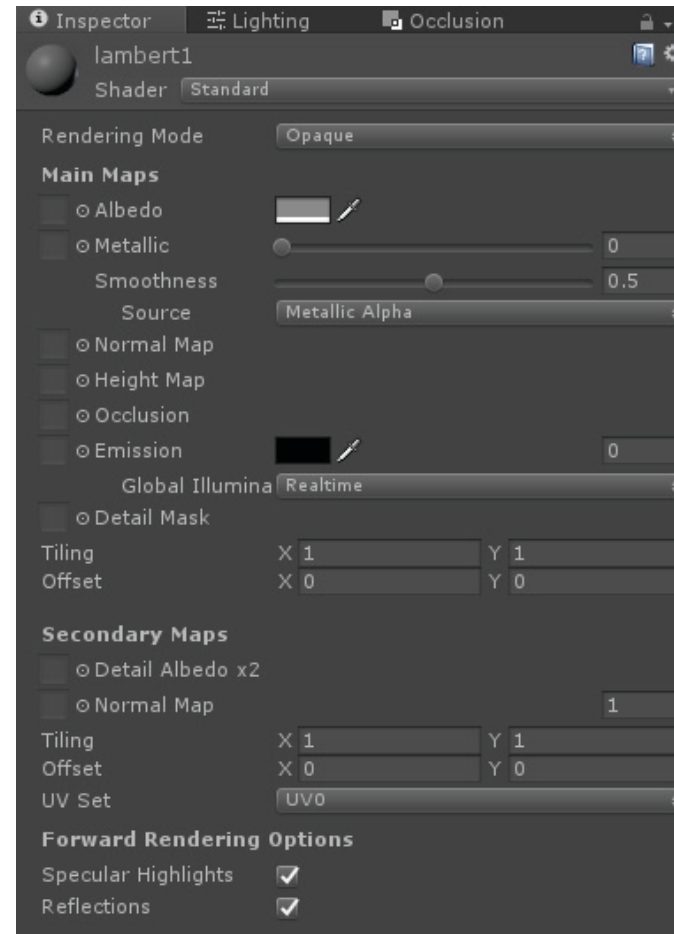 Inspector Lighting Occlusion
lambert1
Shader Standard
Rendering Mode Opaque
Main Maps
Albedo
Metallic 0
Smoothness 0.5
Source Metallic Alpha
Normal Map
Height Map
Occlusion
Emission 0
Global Illumina Realtime
Detail Mask
Tiling X 1 Y 1
Offset X 0 Y 0
Secondary Maps
Detail Albedo x2
Normal Map 1
Tiling X 1 Y 1
Offset X 0 Y 0
UV Set UV0
Forward Rendering Options
Specular Highlights
Reflections